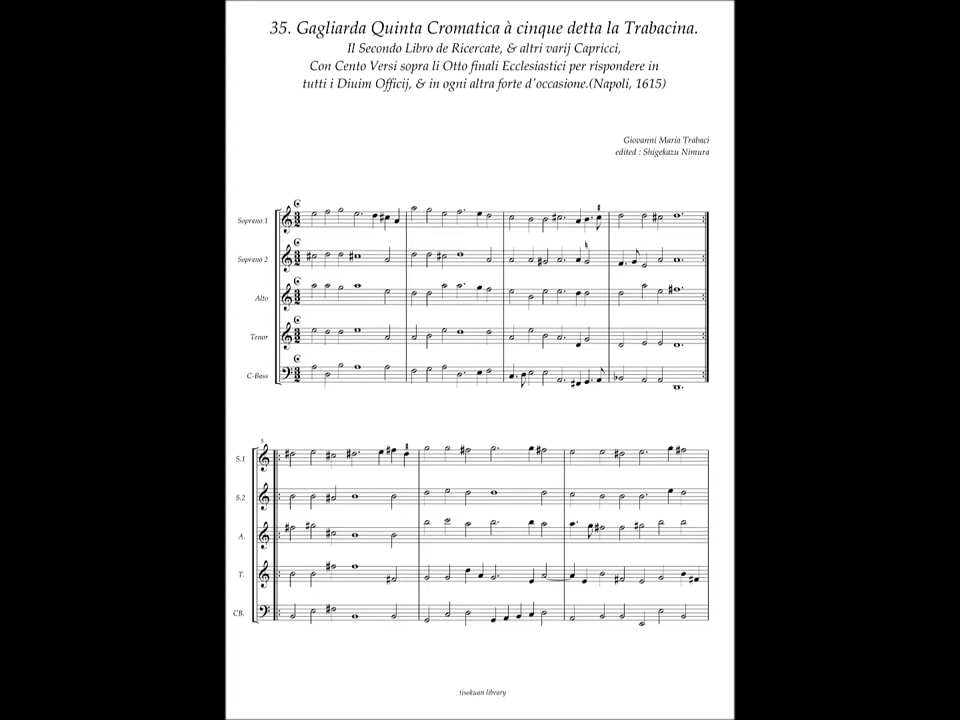 35. Gagliarda Quinta Cromatica à cinque detta la Trabacina.
Il Secondo Libro de Ricercate, & altri varij Capricci,
Con Cento Versi sopra li Otto finali Ecclesiastici per rispondere in
tutti i Diuim Officij, & in ogni altra forte d'occasione.(Napoli, 1615)
Giovanni Maria Trabaci
edited : Shigekazu Nimura
Soprano 1
Soprano 2
Alto
Tenor
C-Bass
5
S.1
S.2
A.
T.
CB.
tisokuan library